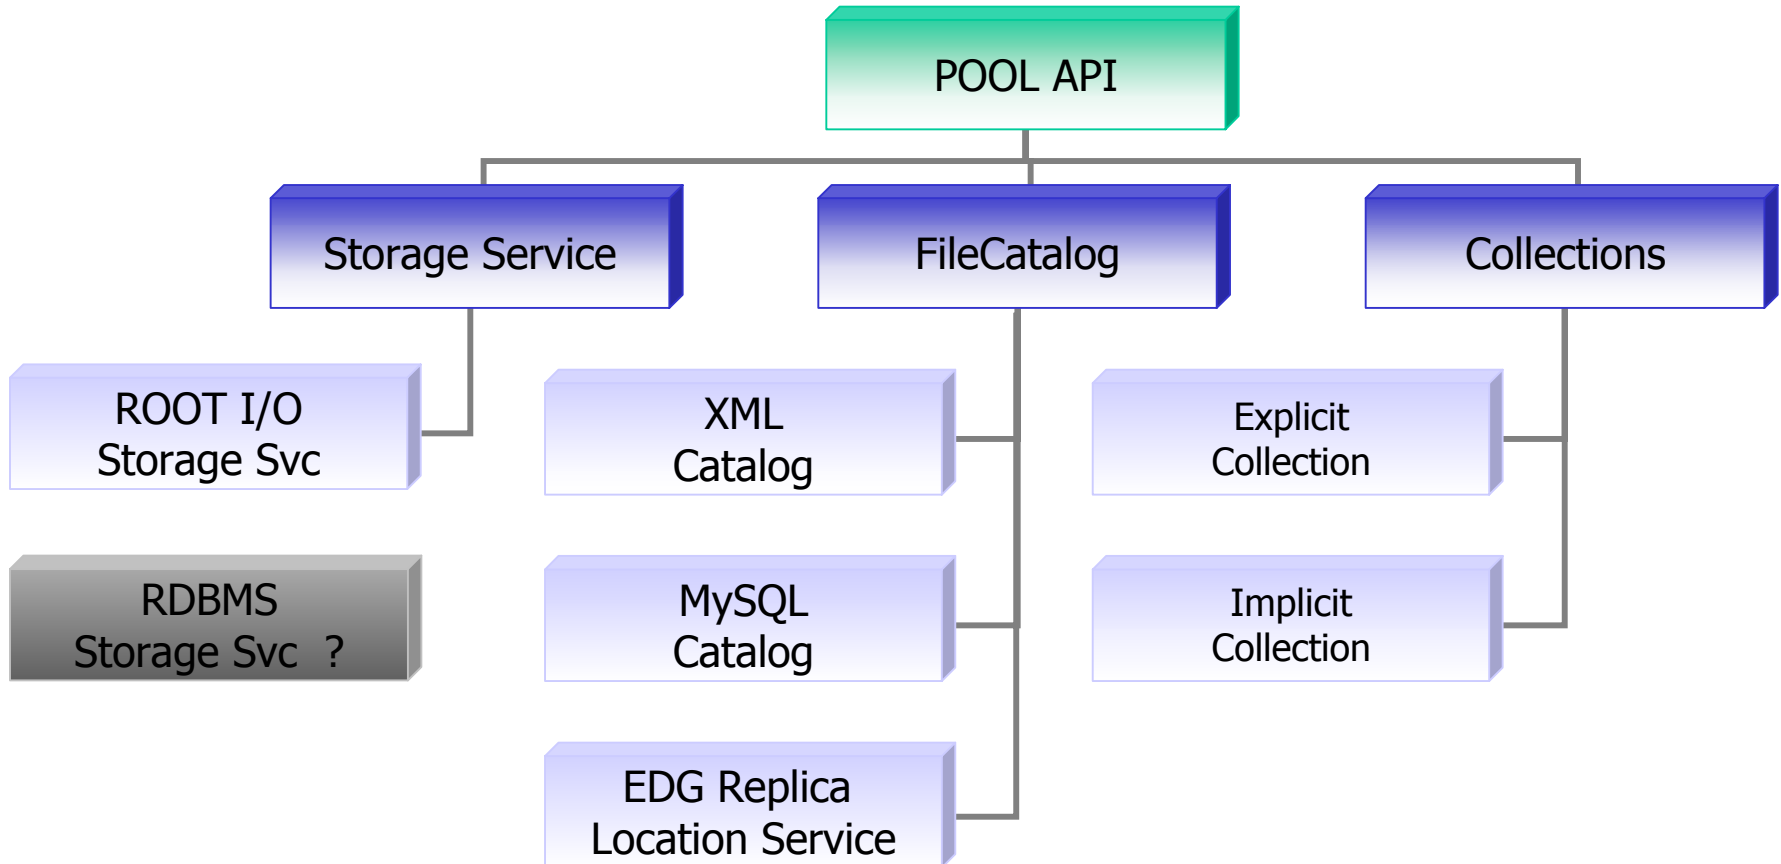 POOL API
Storage Service
FileCatalog
Collections
ROOT I/O
Storage Svc
XML
Catalog
Explicit
Collection
RDBMS
Storage Svc  ?
MySQL
Catalog
Implicit
Collection
EDG Replica
Location Service